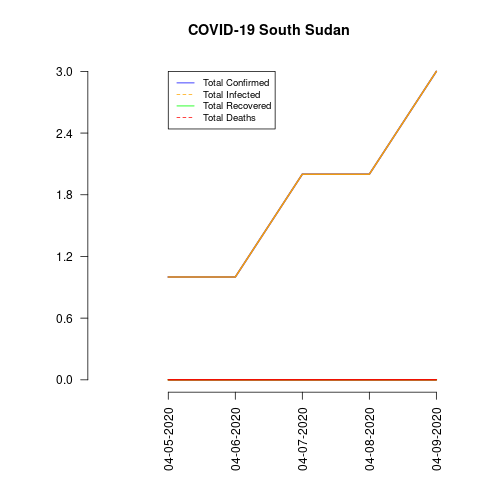 COVID-19 South Sudan
3.0
2.4
1.8
1.2
0.6
0.0
Total Confirmed
Total Infected
Total Recovered
Total Deaths
04-05-2020
04-06-2020
04-07-2020
04-08-2020
04-09-2020